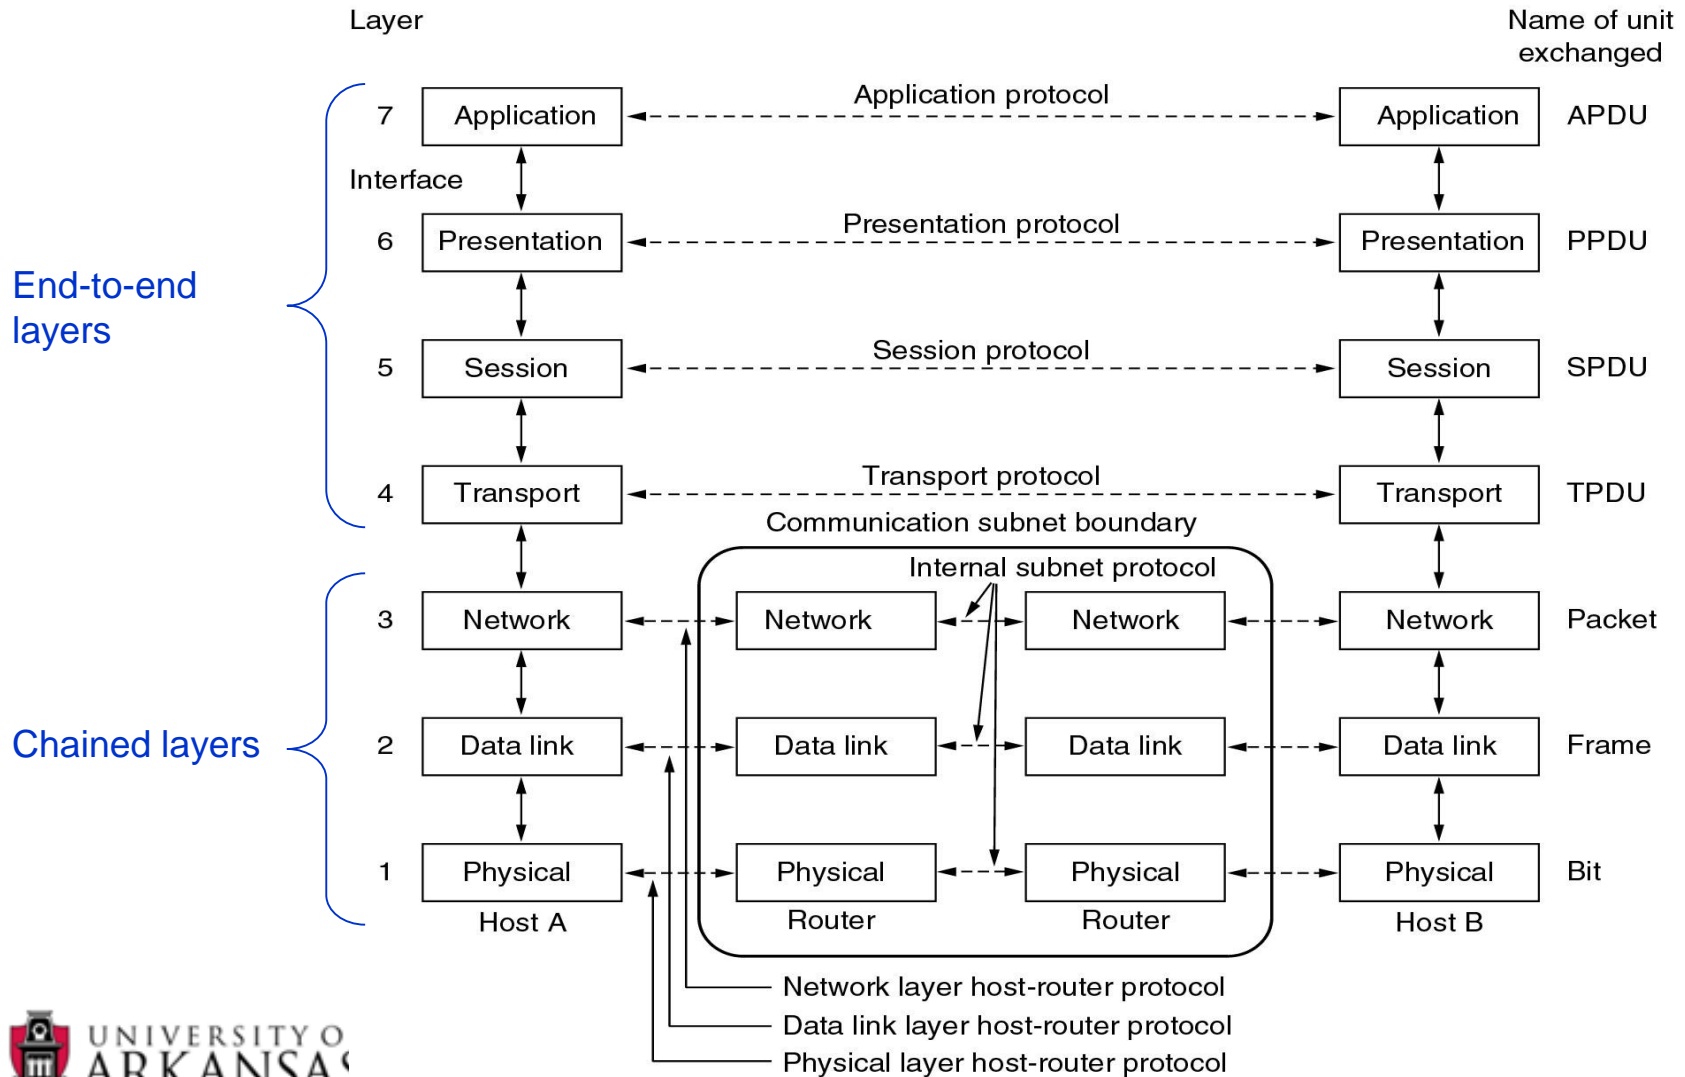 Layer
Name of unit
exchanged
7 Application Application protocol Application APDU
Interface
6 Presentation Presentation protocol Presentation PPDU
End-to-end
layers
5 Session Session protocol Session SPDU
4 Transport Transport protocol Transport TPDU
Communication subnet boundary
Internal subnet protocol
3 Network Network Network Network Packet
Chained layers
2 Data link Data link Data link Data link Frame
1 Physical Physical Physical Physical Bit
Host A Router Router Host B
Network layer host-router protocol
Data link layer host-router protocol
Physical layer host-router protocol
UNIVERSITY O
ARKANSAS